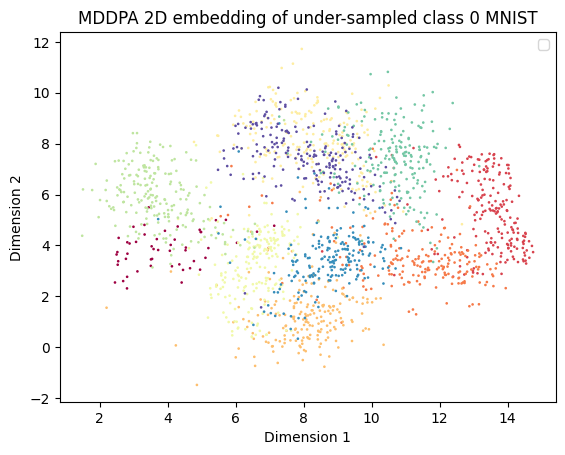 MDDPA 2D embedding of under-sampled class 0 MNIST
12
10
8
6
4
2
0
−2
Dimension 2
2 4 6 8 10 12 14
Dimension 1